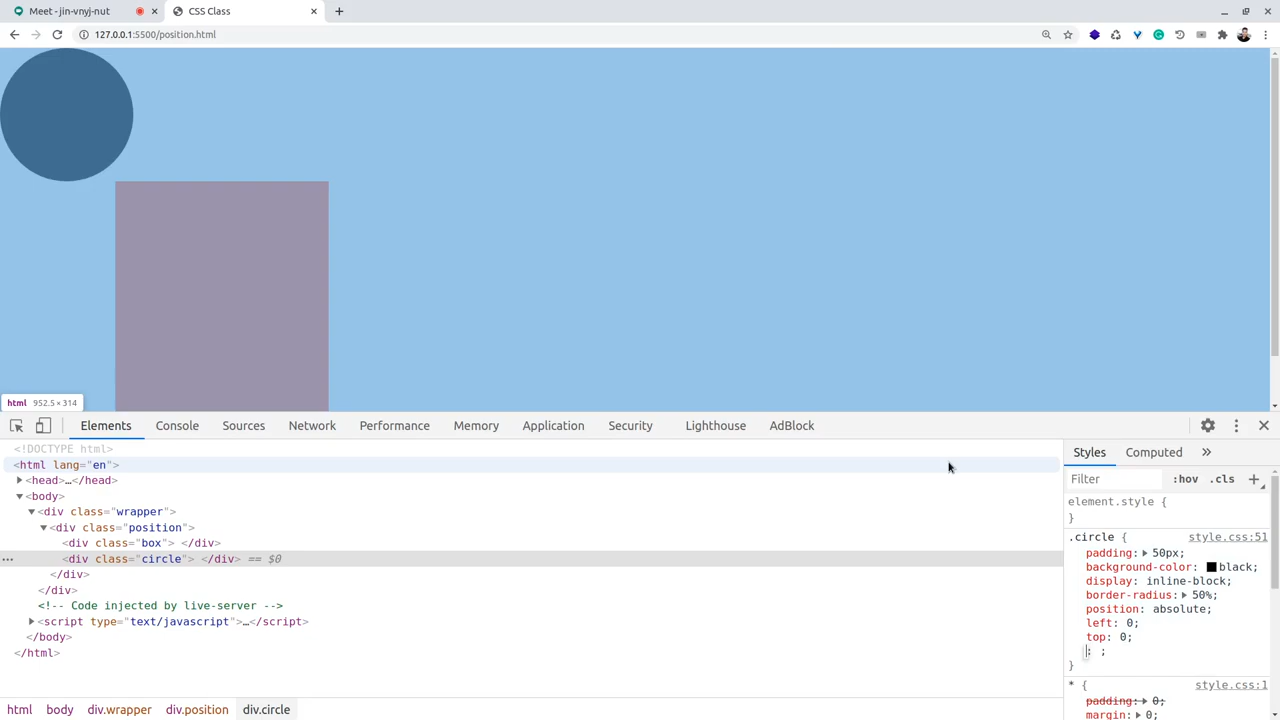 Meet - jin-vnyj-nut
CSS Class
127.0.0.1:5500/position.html
html 952.5 × 314
Elements Console Sources Network Performance Memory Application Security Lighthouse AdBlock
<!DOCTYPE html>
<html lang="en">
<head>…</head>
<body>
<div class="wrapper">
<div class="position">
<div class="box"> </div>
<div class="circle"> </div> == $0
</div>
</div>
<!-- Code injected by live-server -->
<script type="text/javascript">…</script>
</body>
</html>
html body div.wrapper div.position div.circle
Styles Computed
Filter :hov .cls
element.style {
}
.circle { style.css:51
padding: 50px;
background-color: black;
display: inline-block;
border-radius: 50%;
position: absolute;
left: 0;
top: 0;
: ;
}
* { style.css:1
padding: 0;
margin: 0;